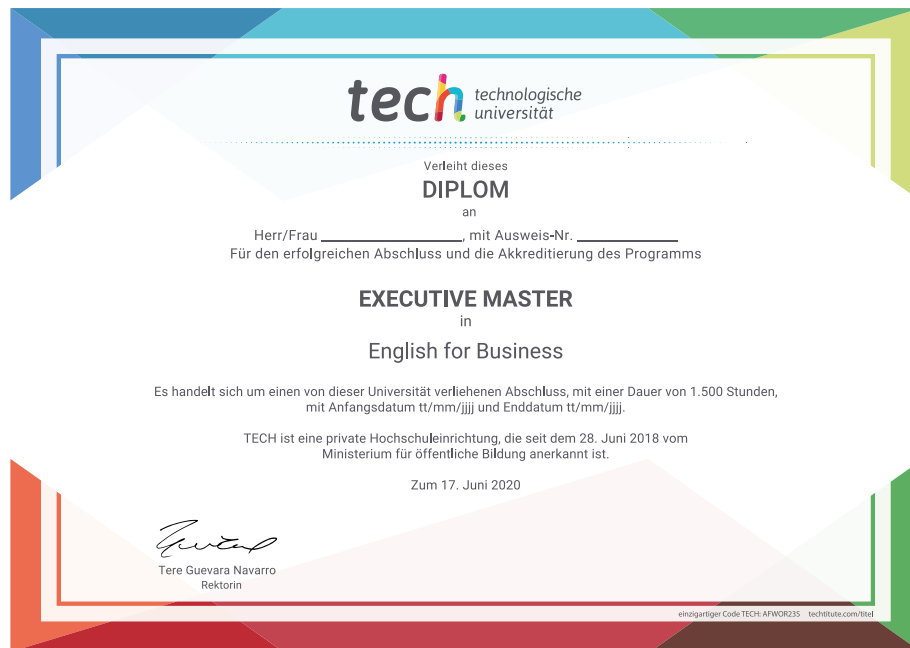 tech technologische
universität
Verleiht dieses
DIPLOM
an
Herr/Frau ____________________, mit Ausweis-Nr. ______________
Für den erfolgreichen Abschluss und die Akkreditierung des Programms
EXECUTIVE MASTER
in
English for Business
Es handelt sich um einen von dieser Universität verliehenen Abschluss, mit einer Dauer von 1.500 Stunden,
mit Anfangsdatum tt/mm/jjjj und Enddatum tt/mm/jjjj.
TECH ist eine private Hochschuleinrichtung, die seit dem 28. Juni 2018 vom
Ministerium für öffentliche Bildung anerkannt ist.
Zum 17. Juni 2020
Tere Guevara Navarro
Rektorin
einzigartiger Code TECH: AFWOR23S techtitute.com/titel